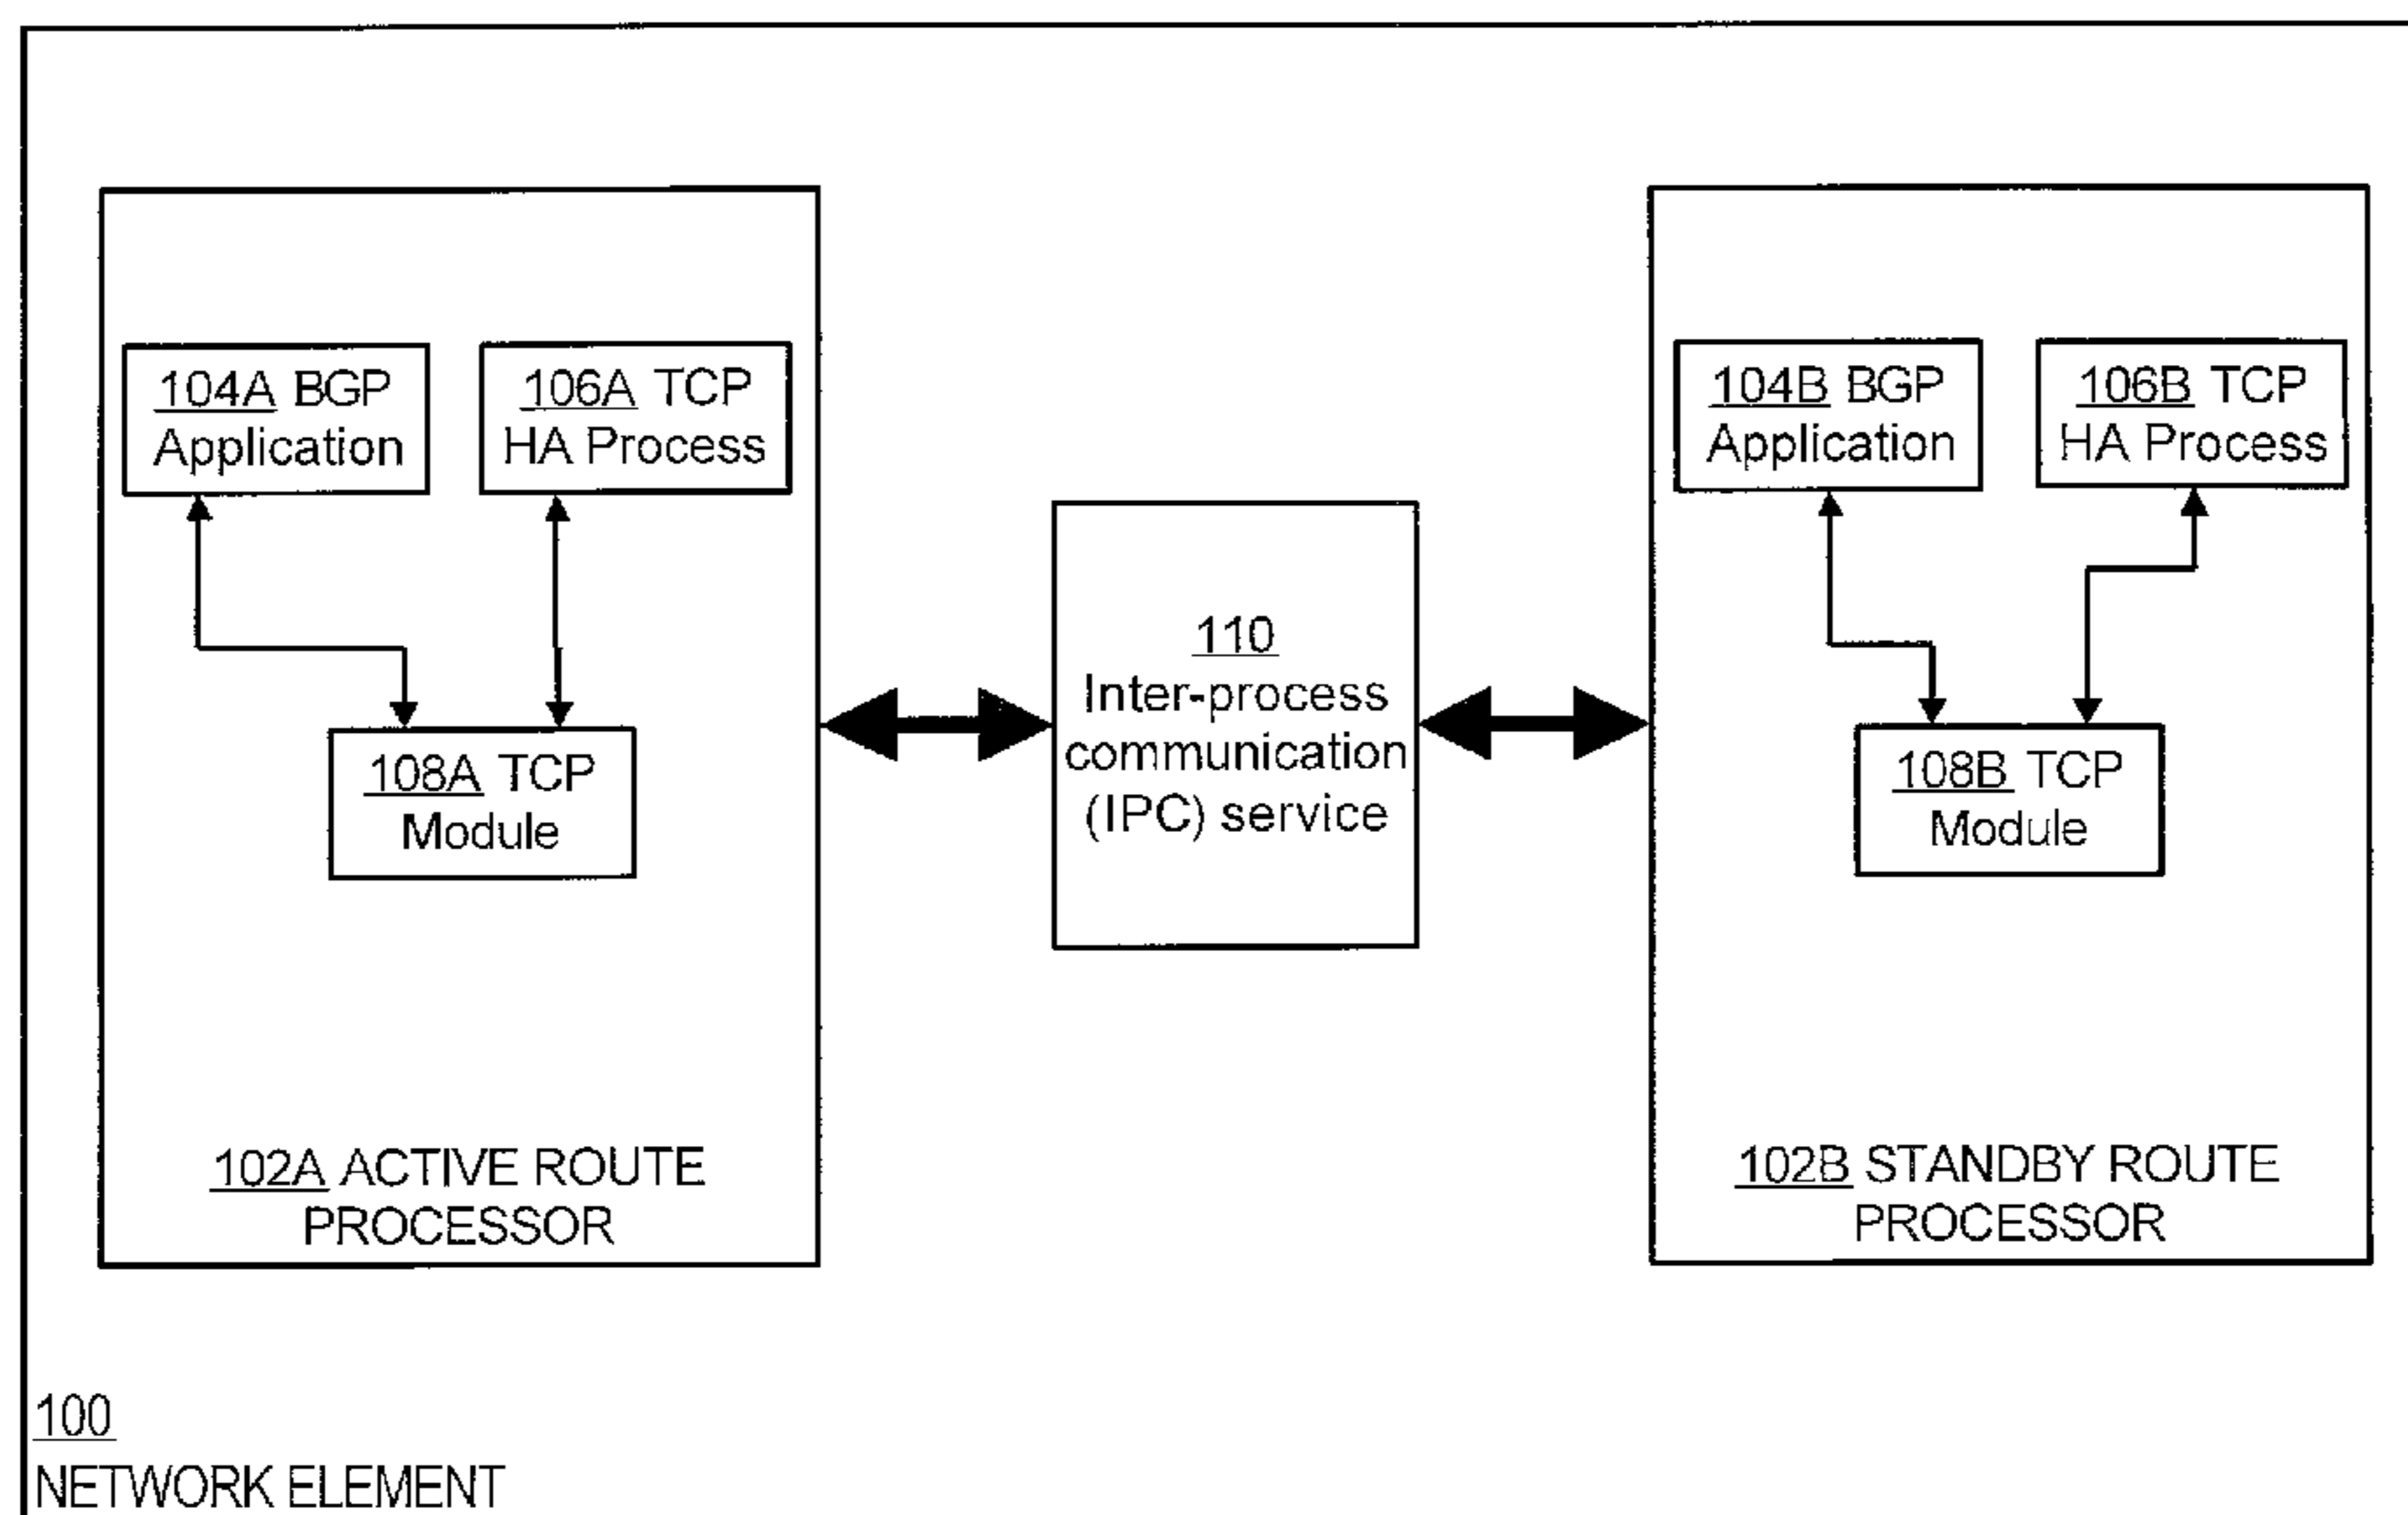 104A BGP
Application
106A TCP
HA Process
108A TCP
Module
102A ACTIVE ROUTE
PROCESSOR
110
Inter-process
communication
(IPC) service
104B BGP
Application
106B TCP
HA Process
108B TCP
Module
102B STANDBY ROUTE
PROCESSOR
100
NETWORK ELEMENT